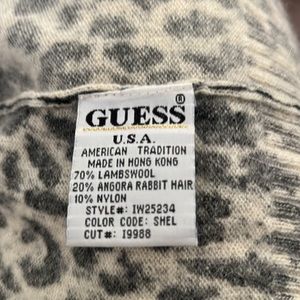 GUESS®
U.S.A.
AMERICAN TRADITION
MADE IN HONG KONG
70% LAMBSWOOL
20% ANGORA RABBIT HAIR
10% NYLON
STYLE#: IW25234
COLOR CODE: SHEL
CUT#: I9988